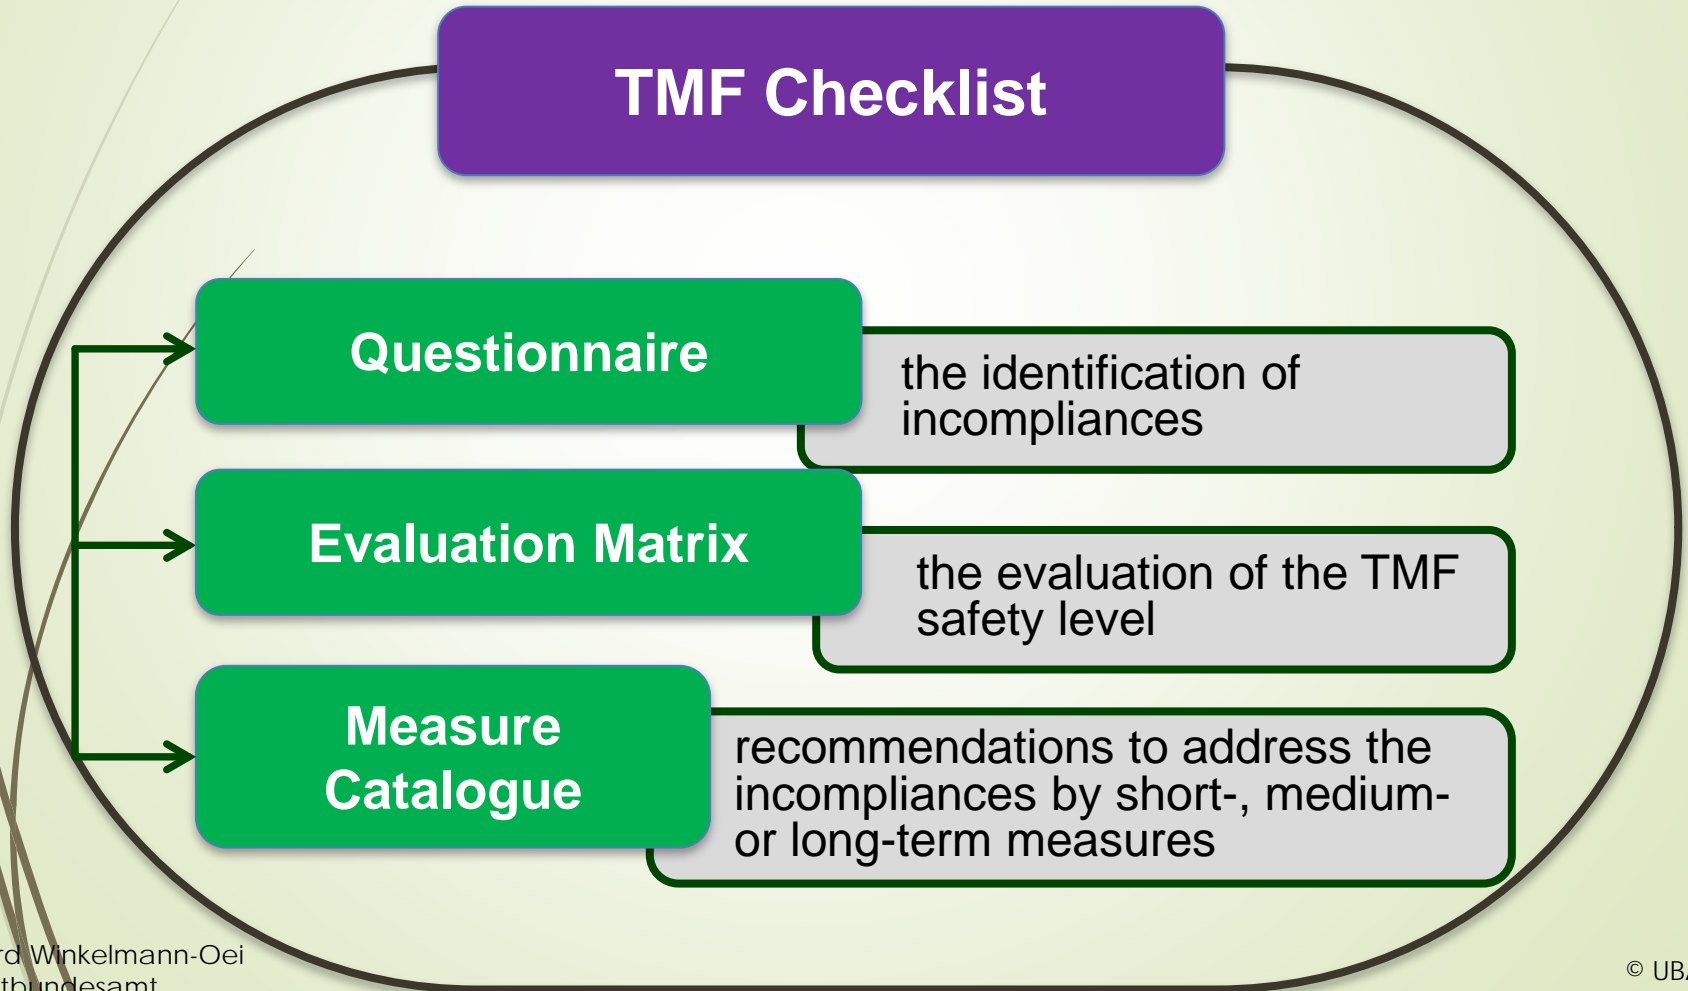 TMF Checklist
Questionnaire
the identification of
incompliances
Evaluation Matrix
the evaluation of the TMF
safety level
Measure
Catalogue
recommendations to address the
incompliances by short-, medium-
or long-term measures
Winkelmann-Oei
© UBA